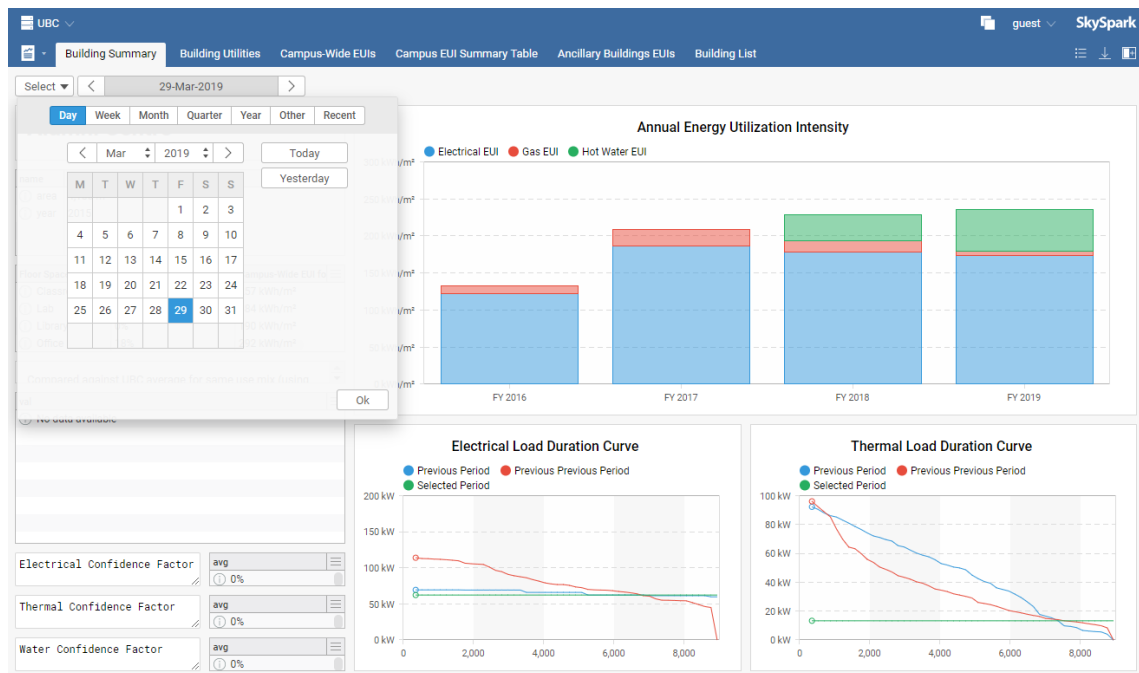 UBC
guest
SkySpark
Building Summary
Building Utilities
Campus-Wide EUIs
Campus EUI Summary Table
Ancillary Buildings EUIs
Building List
Select
29-Mar-2019
Day
Week
Month
Quarter
Year
Other
Recent
Mar
2019
Today
Yesterday
M T W T F S S
1 2 3
4 5 6 7 8 9 10
11 12 13 14 15 16 17
18 19 20 21 22 23 24
25 26 27 28 29 30 31
Ok
No data available
Electrical Confidence Factor
avg
0%
Thermal Confidence Factor
avg
0%
Water Confidence Factor
avg
0%
Annual Energy Utilization Intensity
Electrical EUI
Gas EUI
Hot Water EUI
FY 2016
FY 2017
FY 2018
FY 2019
Electrical Load Duration Curve
Previous Period
Previous Previous Period
Selected Period
200 kW
150 kW
100 kW
50 kW
0 kW
0 2,000 4,000 6,000 8,000
Thermal Load Duration Curve
Previous Period
Previous Previous Period
Selected Period
100 kW
80 kW
60 kW
40 kW
20 kW
0 kW
0 2,000 4,000 6,000 8,000